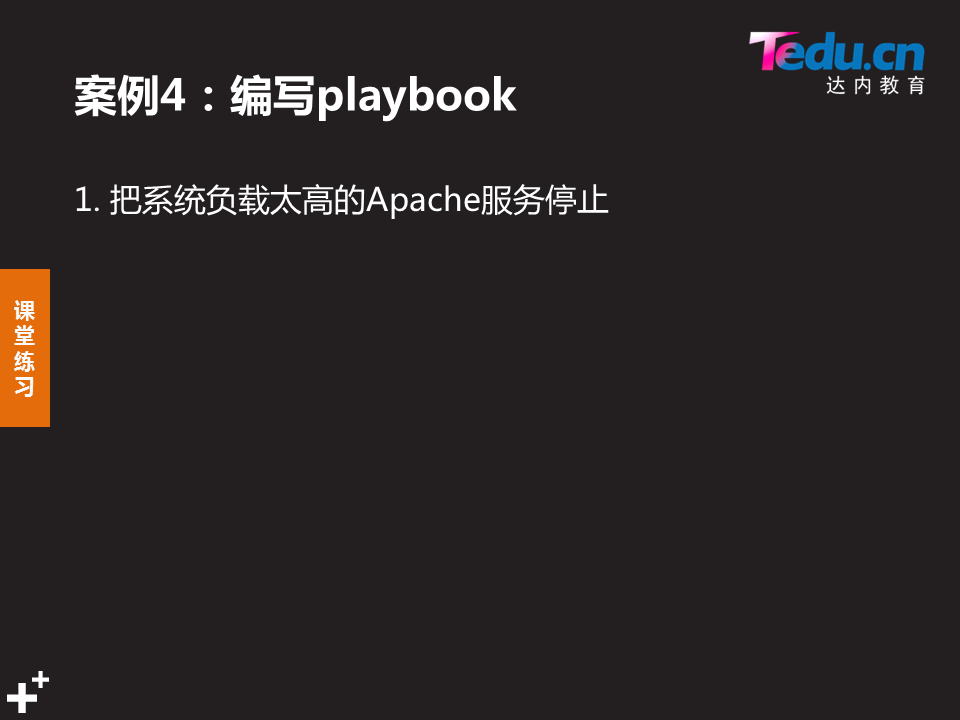 Tedu.cn
达内教育
案例4：编写playbook
1. 把系统负载太高的Apache服务停止
课
堂
练
习